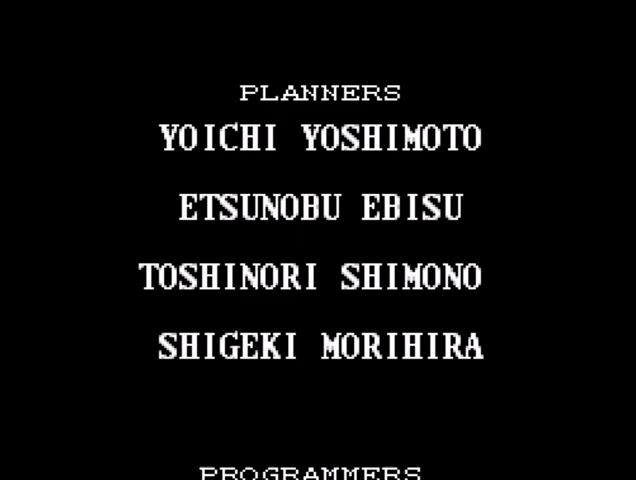 PLANNERS
YOICHI YOSHIMOTO
ETSUNOBU EBISU
TOSHINORI SHIMONO
SHIGEKI MORIHIRA
PROGRAMMERS